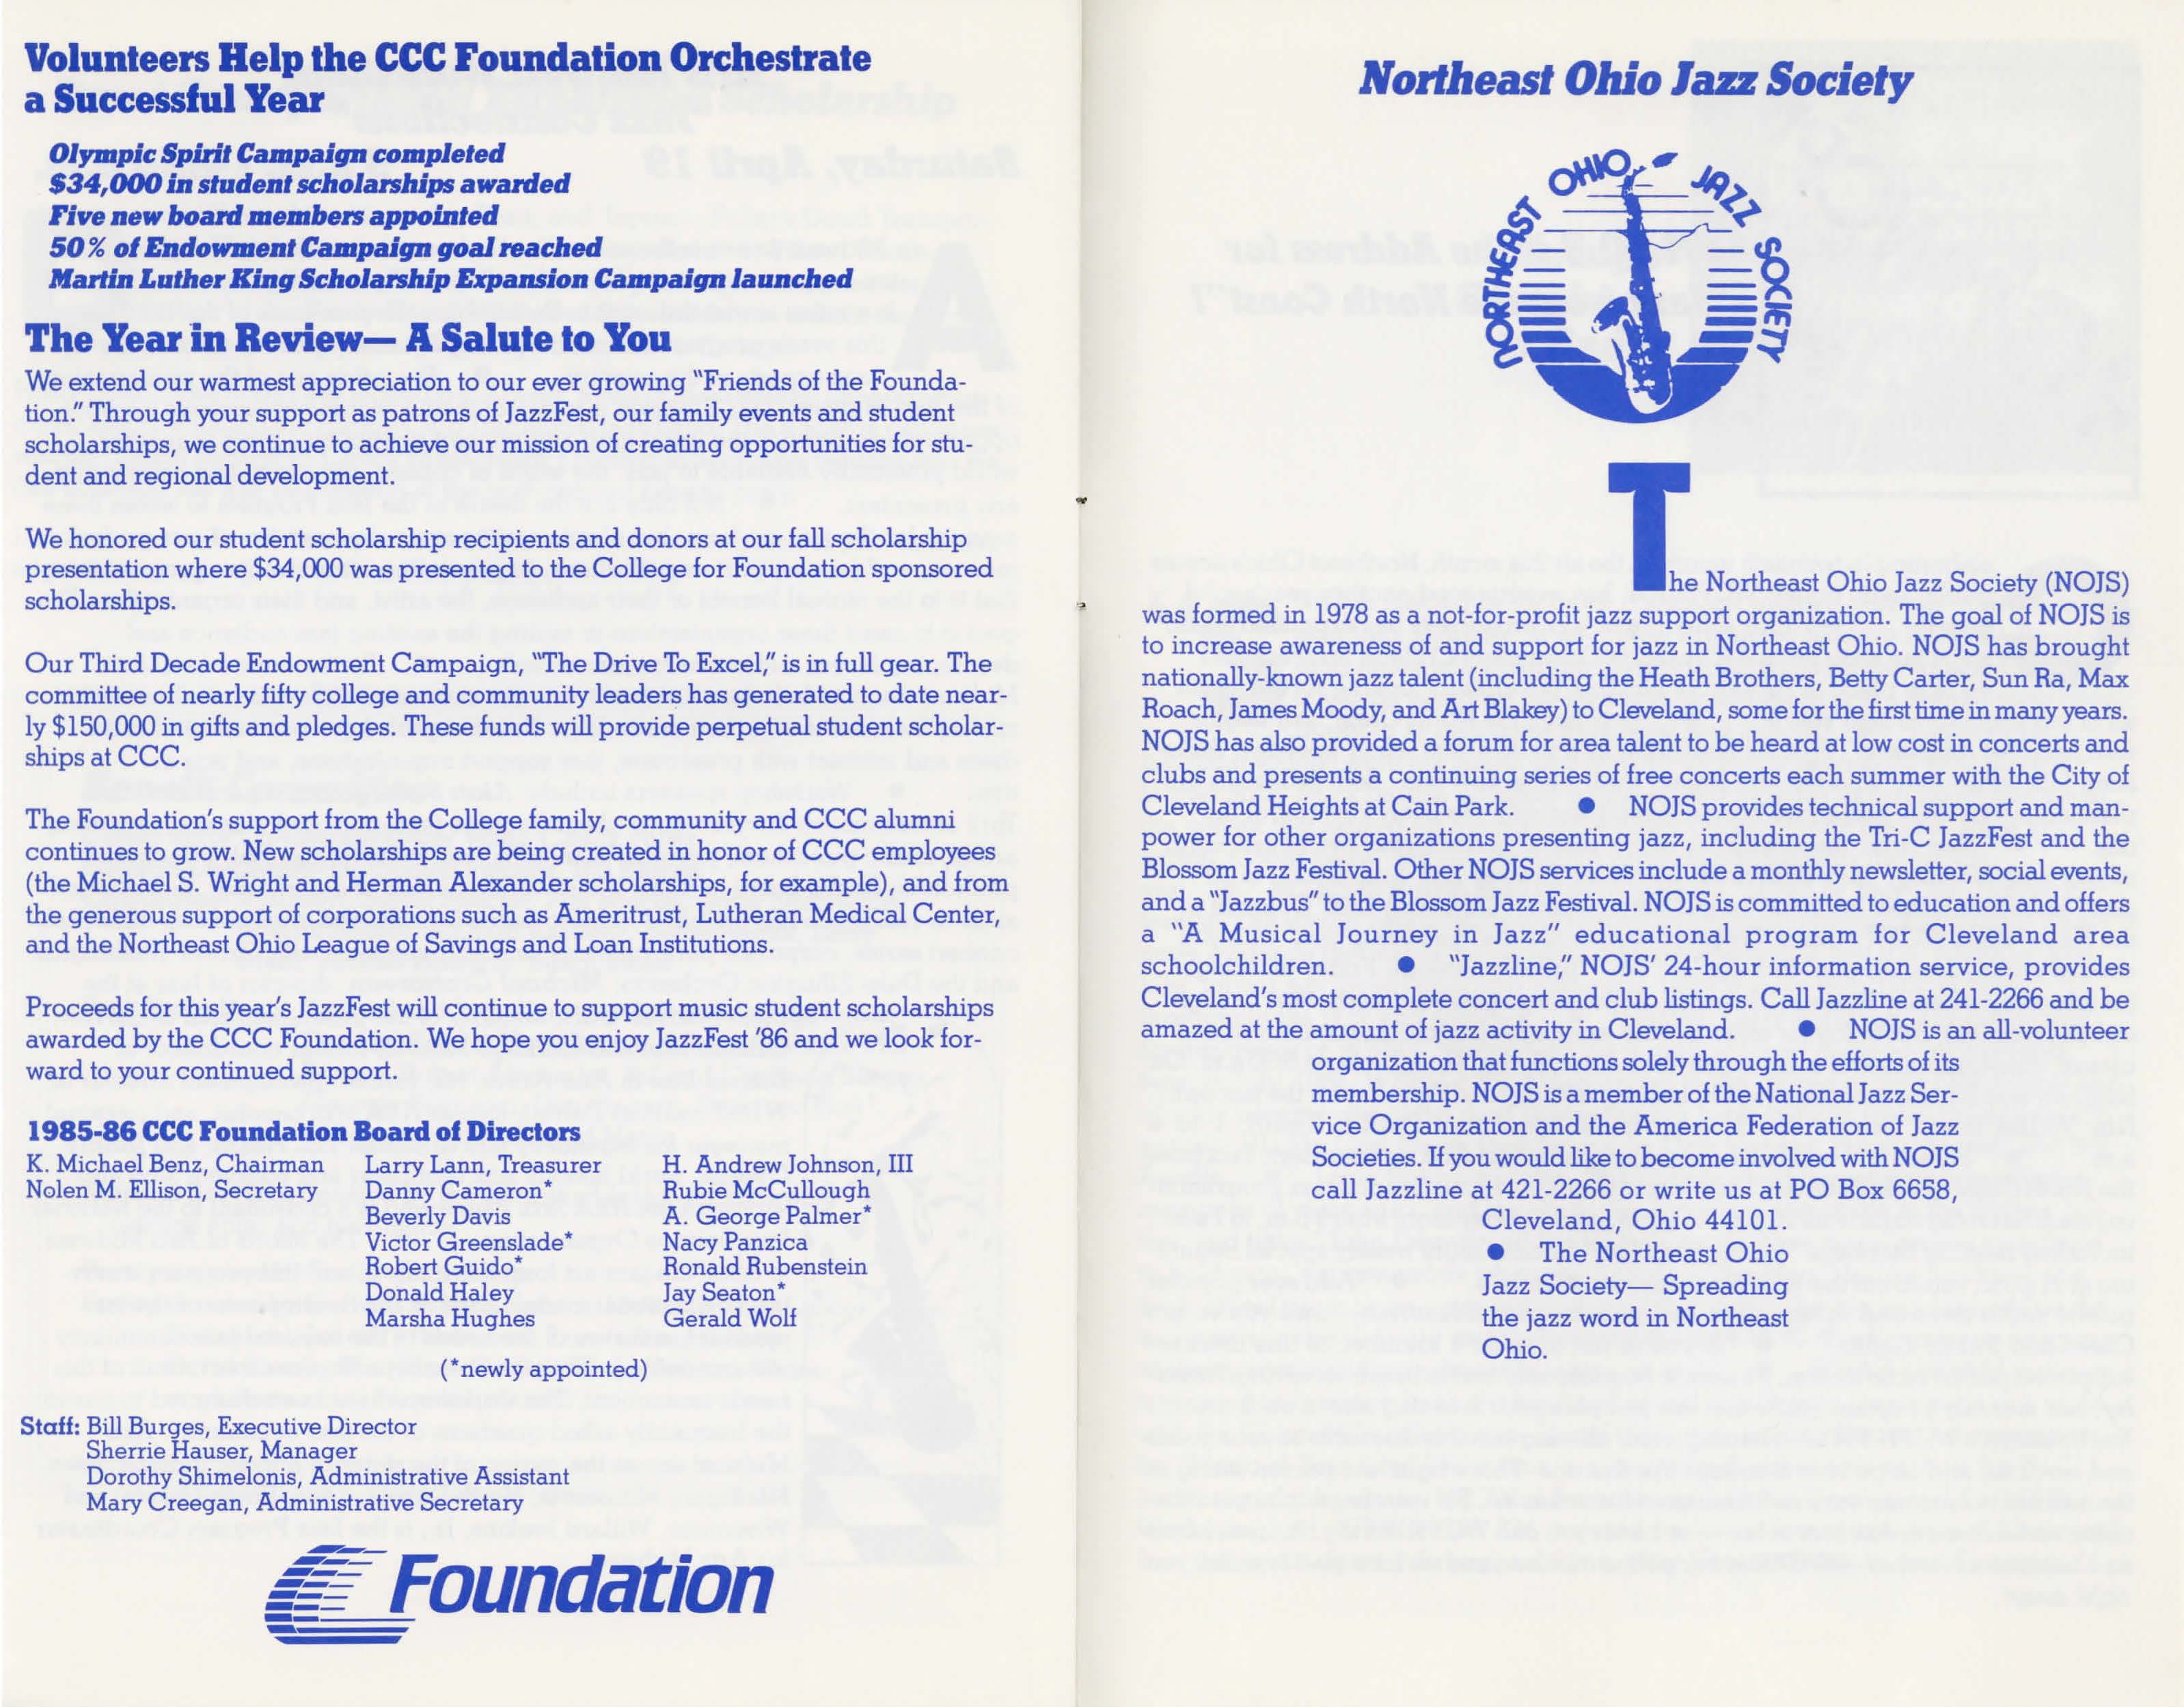 Volunteers Help the CCC Foundation Orchestrate
a Successful Year
Olympic Spirit Campaign completed
$34,000 in student scholarships awarded
Five new board members appointed
50% of Endowment Campaign goal reached
Martin Luther King Scholarship Expansion Campaign launched
The Year in Review— A Salute to You
We extend our warmest appreciation to our ever growing "Friends of the Founda-
tion." Through your support as patrons of JazzFest, our family events and student
scholarships, we continue to achieve our mission of creating opportunities for stu-
dent and regional development.
We honored our student scholarship recipients and donors at our fall scholarship
presentation where $34,000 was presented to the College for Foundation sponsored
scholarships.
Our Third Decade Endowment Campaign, "The Drive To Excel," is in full gear. The
committee of nearly fifty college and community leaders has generated to date near-
ly $150,000 in gifts and pledges. These funds will provide perpetual student scholar-
ships at CCC.
The Foundation's support from the College family, community and CCC alumni
continues to grow. New scholarships are being created in honor of CCC employees
(the Michael S. Wright and Herman Alexander scholarships, for example), and from
the generous support of corporations such as Ameritrust, Lutheran Medical Center,
and the Northeast Ohio League of Savings and Loan Institutions.
Proceeds for this year's JazzFest will continue to support music student scholarships
awarded by the CCC Foundation. We hope you enjoy JazzFest '86 and we look for-
ward to your continued support.
1985-86 CCC Foundation Board of Directors
K. Michael Benz, Chairman
Nolen M. Ellison, Secretary
Larry Lann, Treasurer
Danny Cameron*
Beverly Davis
Victor Greenslade*
Robert Guido*
Donald Haley
Marsha Hughes
H. Andrew Johnson, III
Rubie McCullough
A. George Palmer*
Nacy Panzica
Ronald Rubenstein
Jay Seaton*
Gerald Wolf
(*newly appointed)
Staff: Bill Burges, Executive Director
Sherrie Hauser, Manager
Dorothy Shimelonis, Administrative Assistant
Mary Creegan, Administrative Secretary
Foundation
Northeast Ohio Jazz Society
NORTHEAST OHIO JAZZ SOCIETY
The Northeast Ohio Jazz Society (NOJS)
was formed in 1978 as a not-for-profit jazz support organization. The goal of NOJS is
to increase awareness of and support for jazz in Northeast Ohio. NOJS has brought
nationally-known jazz talent (including the Heath Brothers, Betty Carter, Sun Ra, Max
Roach, James Moody, and Art Blakey) to Cleveland, some for the first time in many years.
NOJS has also provided a forum for area talent to be heard at low cost in concerts and
clubs and presents a continuing series of free concerts each summer with the City of
Cleveland Heights at Cain Park. ● NOJS provides technical support and man-
power for other organizations presenting jazz, including the Tri-C JazzFest and the
Blossom Jazz Festival. Other NOJS services include a monthly newsletter, social events,
and a "Jazzbus" to the Blossom Jazz Festival. NOJS is committed to education and offers
a "A Musical Journey in Jazz" educational program for Cleveland area
schoolchildren. ● "Jazzline," NOJS' 24-hour information service, provides
Cleveland's most complete concert and club listings. Call Jazzline at 241-2266 and be
amazed at the amount of jazz activity in Cleveland. ● NOJS is an all-volunteer
organization that functions solely through the efforts of its
membership. NOJS is a member of the National Jazz Ser-
vice Organization and the America Federation of Jazz
Societies. If you would like to become involved with NOJS
call Jazzline at 421-2266 or write us at PO Box 6658,
Cleveland, Ohio 44101.
● The Northeast Ohio
Jazz Society— Spreading
the jazz word in Northeast
Ohio.